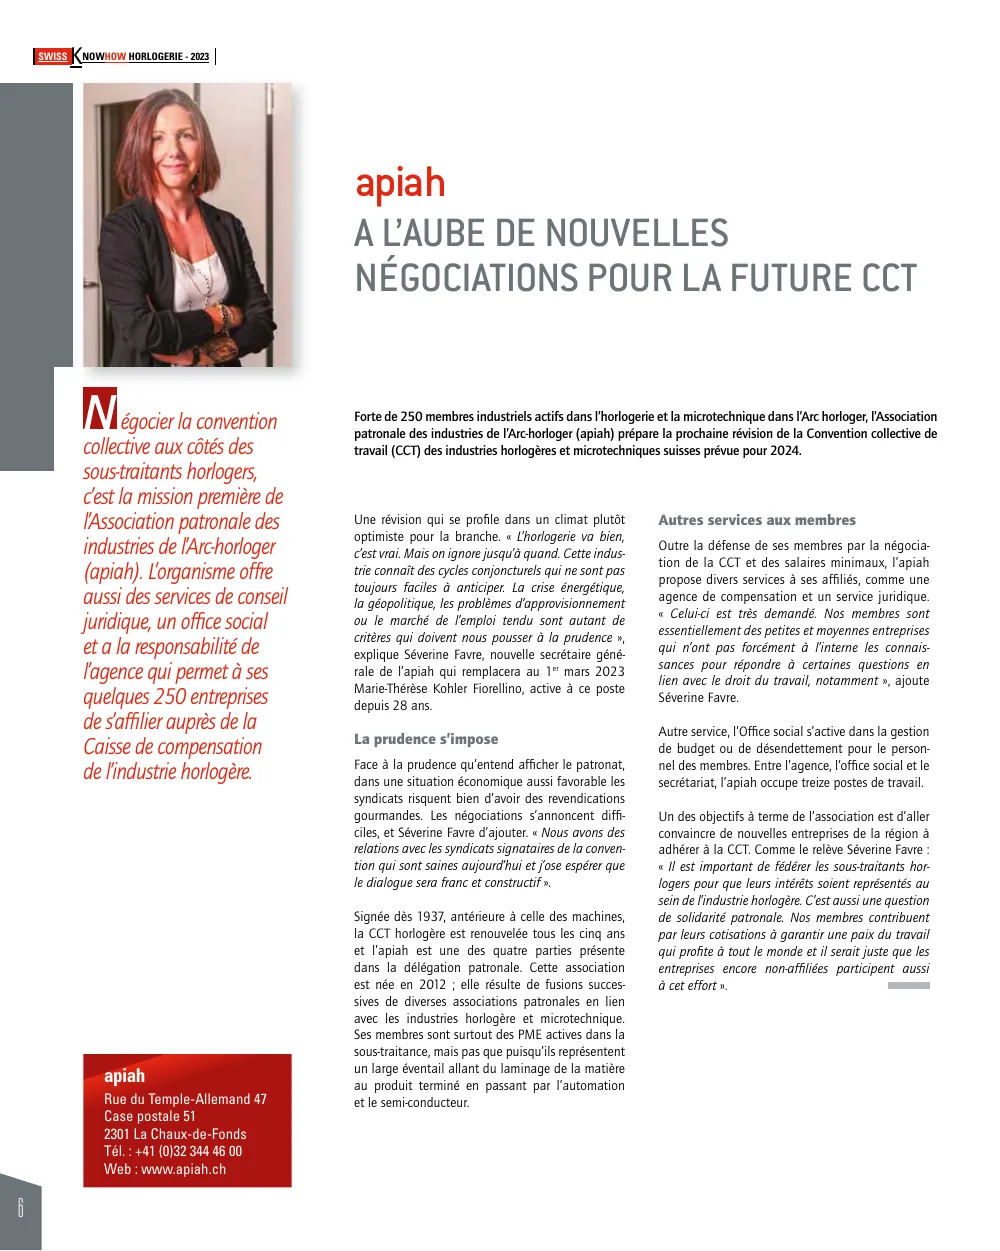 SWISS KNOWHOW HORLOGERIE - 2023
apiah
A L’AUBE DE NOUVELLES
NÉGOCIATIONS POUR LA FUTURE CCT
Négocier la convention
collective aux côtés des
sous-traitants horlogers,
c’est la mission première de
l’Association patronale des
industries de l’Arc-horloger
(apiah). L’organisme offre
aussi des services de conseil
juridique, un office social
et a la responsabilité de
l’agence qui permet à ses
quelques 250 entreprises
de s’affilier auprès de la
Caisse de compensation
de l’industrie horlogère.
Forte de 250 membres industriels actifs dans l’horlogerie et la microtechnique dans l’Arc horloger, l’Association
patronale des industries de l’Arc-horloger (apiah) prépare la prochaine révision de la Convention collective de
travail (CCT) des industries horlogères et microtechniques suisses prévue pour 2024.
Une révision qui se profile dans un climat plutôt
optimiste pour la branche. « L’horlogerie va bien,
c’est vrai. Mais on ignore jusqu’à quand. Cette indus-
trie connaît des cycles conjoncturels qui ne sont pas
toujours faciles à anticiper. La crise énergétique,
la géopolitique, les problèmes d’approvisionnement
ou le marché de l’emploi tendu sont autant de
critères qui doivent nous pousser à la prudence »,
explique Séverine Favre, nouvelle secrétaire géné-
rale de l’apiah qui remplacera au 1er mars 2023
Marie-Thérèse Kohler Fiorellino, active à ce poste
depuis 28 ans.
La prudence s’impose
Face à la prudence qu’entend afficher le patronat,
dans une situation économique aussi favorable les
syndicats risquent bien d’avoir des revendications
gourmandes. Les négociations s’annoncent diffi-
ciles, et Séverine Favre d’ajouter. « Nous avons des
relations avec les syndicats signataires de la conven-
tion qui sont saines aujourd’hui et j’ose espérer que
le dialogue sera franc et constructif ».
Signée dès 1937, antérieure à celle des machines,
la CCT horlogère est renouvelée tous les cinq ans
et l’apiah est une des quatre parties présente
dans la délégation patronale. Cette association
est née en 2012 ; elle résulte de fusions succes-
sives de diverses associations patronales en lien
avec les industries horlogère et microtechnique.
Ses membres sont surtout des PME actives dans la
sous-traitance, mais pas que puisqu’ils représentent
un large éventail allant du laminage de la matière
au produit terminé en passant par l’automation
et le semi-conducteur.
Autres services aux membres
Outre la défense de ses membres par la négocia-
tion de la CCT et des salaires minimaux, l’apiah
propose divers services à ses affiliés, comme une
agence de compensation et un service juridique.
« Celui-ci est très demandé. Nos membres sont
essentiellement des petites et moyennes entreprises
qui n’ont pas forcément à l’interne les connais-
sances pour répondre à certaines questions en
lien avec le droit du travail, notamment », ajoute
Séverine Favre.
Autre service, l’Office social s’active dans la gestion
de budget ou de désendettement pour le person-
nel des membres. Entre l’agence, l’office social et le
secrétariat, l’apiah occupe treize postes de travail.
Un des objectifs à terme de l’association est d’aller
convaincre de nouvelles entreprises de la région à
adhérer à la CCT. Comme le relève Séverine Favre :
« Il est important de fédérer les sous-traitants hor-
logers pour que leurs intérêts soient représentés au
sein de l’industrie horlogère. C’est aussi une question
de solidarité patronale. Nos membres contribuent
par leurs cotisations à garantir une paix du travail
qui profite à tout le monde et il serait juste que les
entreprises encore non-affiliées participent aussi
à cet effort ».
apiah
Rue du Temple-Allemand 47
Case postale 51
2301 La Chaux-de-Fonds
Tél. : +41 (0)32 344 46 00
Web : www.apiah.ch
6